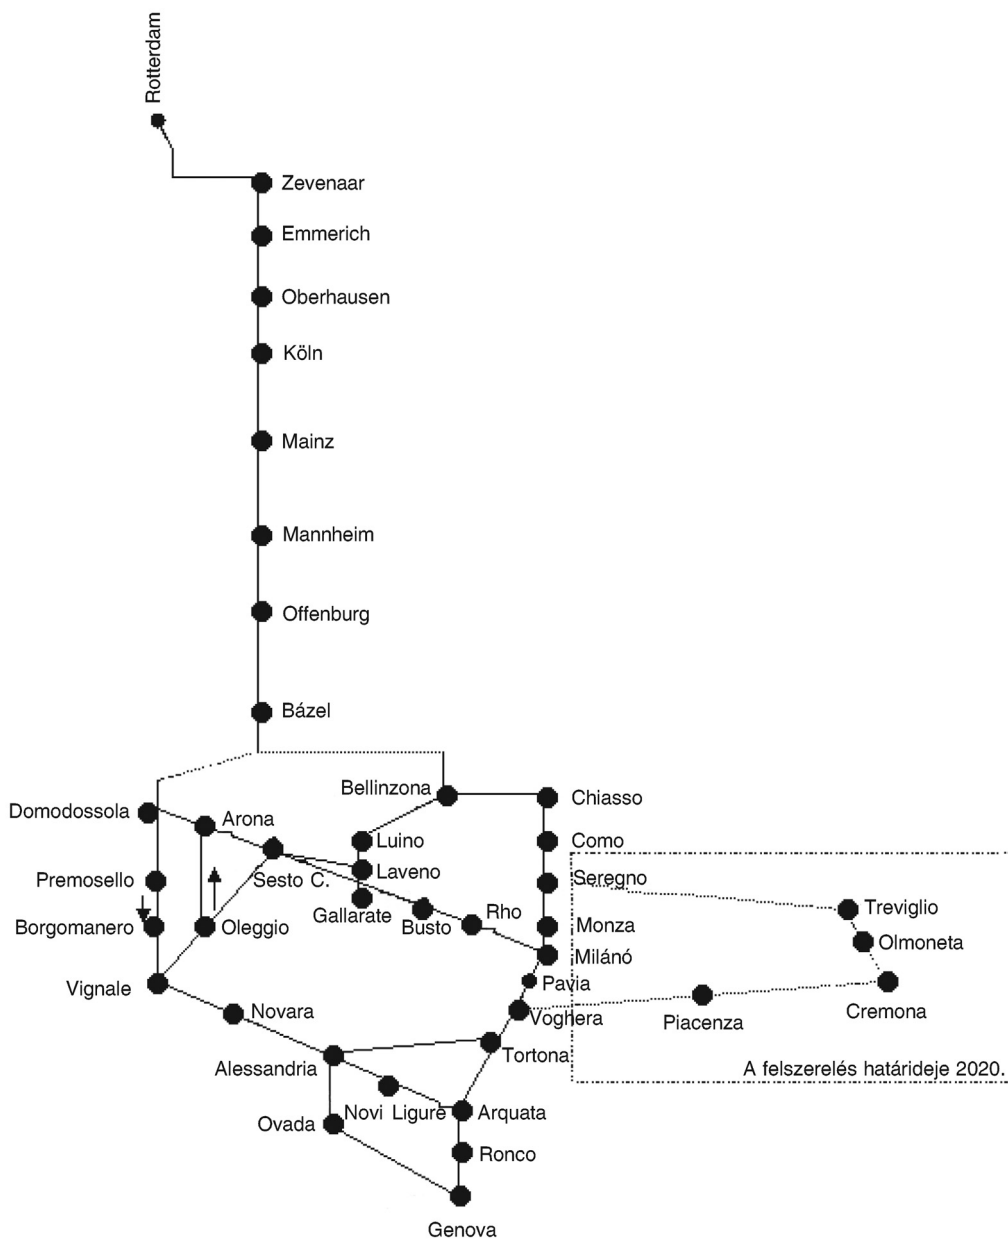 Rotterdam
Zevenaar
Emmerich
Oberhausen
Köln
Mainz
Mannheim
Offenburg
Bázel
Bellinzona
Chiasso
Domodossola
Arona
Luino
Como
Premosello
Sesto C.
Laveno
Seregno
Gallarate
Busto
Rho
Treviglio
Borgomanero
Oleggio
Monza
Olmoneta
Milánó
Vignale
Pavia
Cremona
Novara
Voghera
Piacenza
Alessandria
Tortona
A felszerelés határideje 2020.
Novi Ligure
Arquata
Ovada
Ronco
Genova